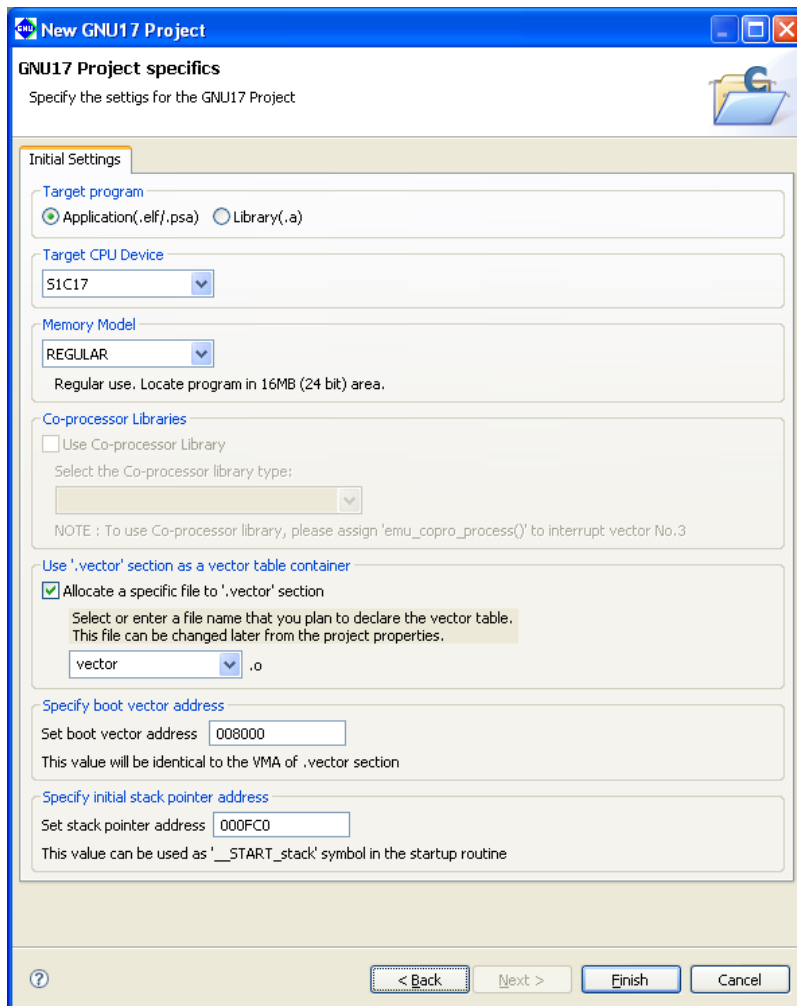 GNU
New GNU17 Project
GNU17 Project specifics
Specify the settigs for the GNU17 Project
C
Initial Settings
Target program
Application(.elf/.psa) Library(.a)
Target CPU Device
S1C17
Memory Model
REGULAR
Regular use. Locate program in 16MB (24 bit) area.
Co-processor Libraries
Use Co-processor Library
Select the Co-processor library type:
NOTE : To use Co-processor library, please assign 'emu_copro_process()' to interrupt vector No.3
Use '.vector' section as a vector table container
Allocate a specific file to '.vector' section
Select or enter a file name that you plan to declare the vector table.
This file can be changed later from the project properties.
vector .o
Specify boot vector address
Set boot vector address 008000
This value will be identical to the VMA of .vector section
Specify initial stack pointer address
Set stack pointer address 000FC0
This value can be used as '__START_stack' symbol in the startup routine
? < Back Next > Finish Cancel